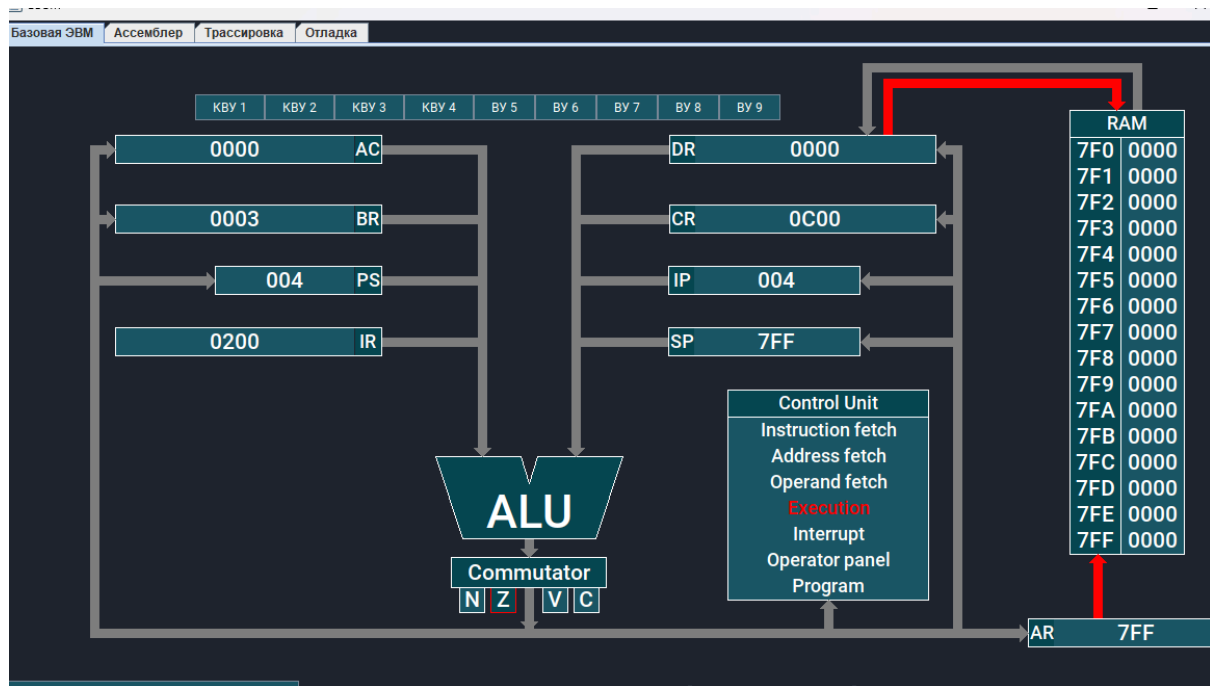 Базовая ЭВМ Ассемблер Трассировка Отладка
КВУ 1 КВУ 2 КВУ 3 КВУ 4 ВУ 5 ВУ 6 ВУ 7 ВУ 8 ВУ 9
0000 AC
0003 BR
004 PS
0200 IR
DR 0000
CR 0C00
IP 004
SP 7FF
Control Unit
Instruction fetch
Address fetch
Operand fetch
Execution
Interrupt
Operator panel
Program
ALU
Commutator
N Z V C
RAM
7F0 0000
7F1 0000
7F2 0000
7F3 0000
7F4 0000
7F5 0000
7F6 0000
7F7 0000
7F8 0000
7F9 0000
7FA 0000
7FB 0000
7FC 0000
7FD 0000
7FE 0000
7FF 0000
AR 7FF